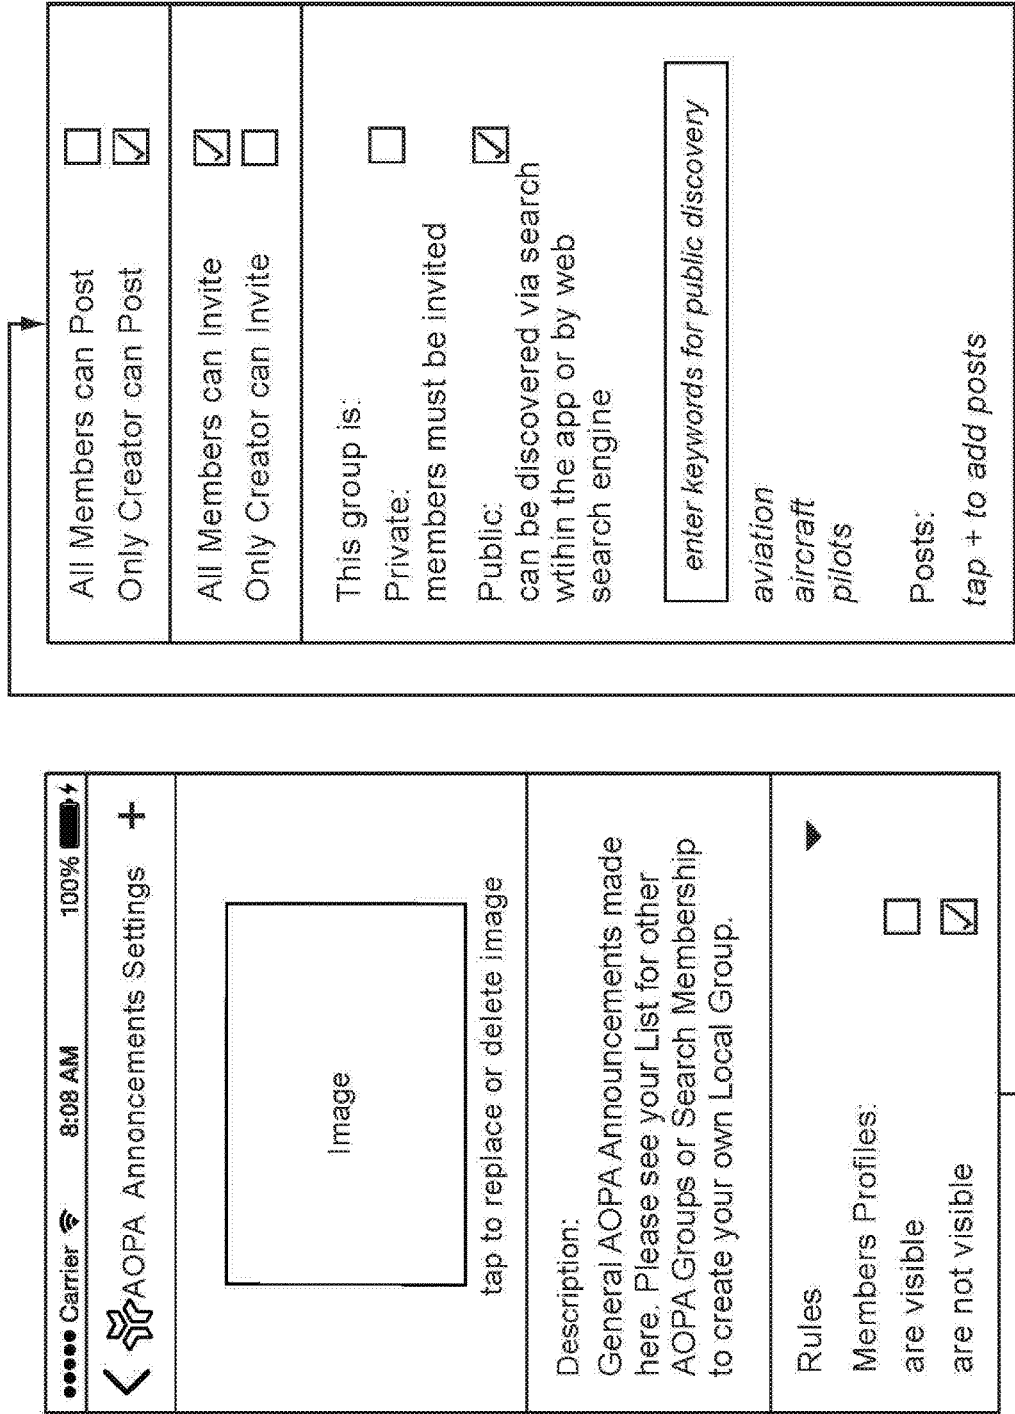 Carrier 8:08 AM 100%
AOPA Annoncements Settings +
Image
tap to replace or delete image
Description:
General AOPA Announcements made
here. Please see your List for other
AOPA Groups or Search Membership
to create your own Local Group.
Rules
Members Profiles:
are visible
are not visible
All Members can Post
Only Creator can Post
All Members can Invite
Only Creator can Invite
This group is:
Private:
members must be invited
Public:
can be discovered via search
wtihin the app or by web
search engine
enter keywords for public discovery
aviation
aircraft
pilots
Posts:
tap + to add posts